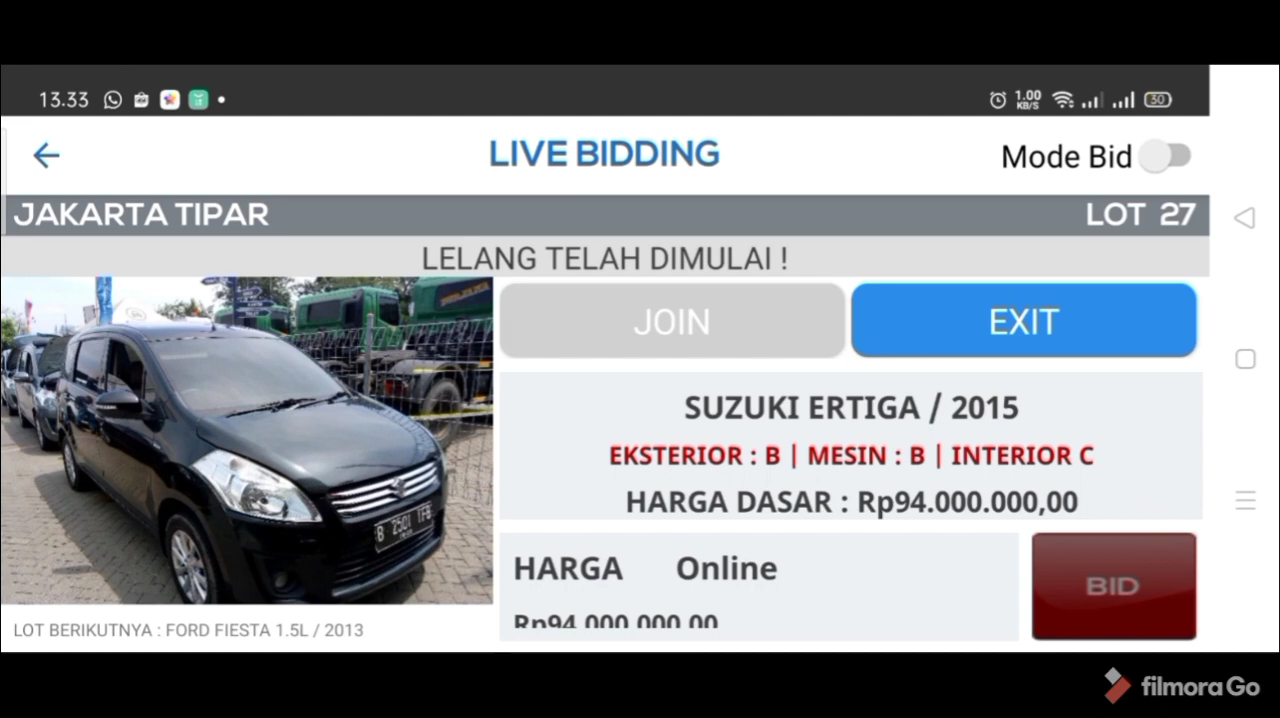 13.33
1.00
KB/S
30
LIVE BIDDING
Mode Bid
JAKARTA TIPAR
LOT 27
LELANG TELAH DIMULAI !
JOIN
EXIT
SUZUKI ERTIGA / 2015
EKSTERIOR : B | MESIN : B | INTERIOR C
HARGA DASAR : Rp94.000.000,00
HARGA Online
Rp94.000.000,00
BID
B 2501 TFB
LOT BERIKUTNYA : FORD FIESTA 1.5L / 2013
filmoraGo